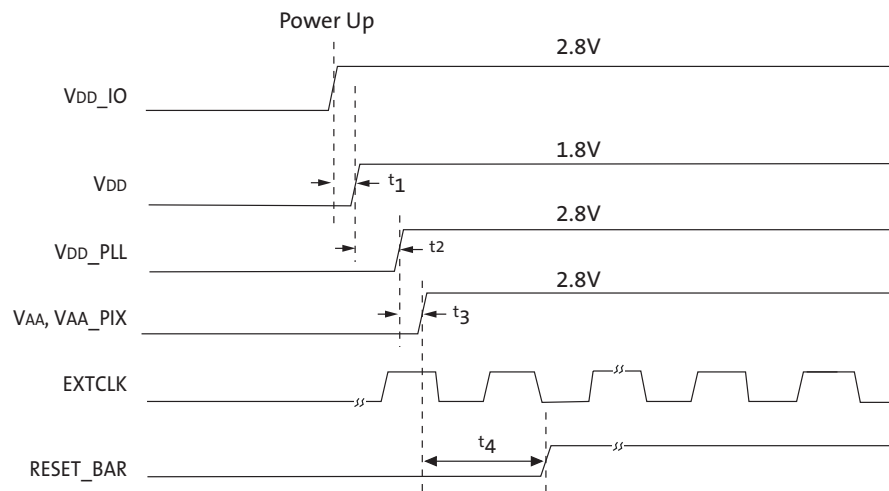 Power Up
2.8V
VDD_IO
1.8V
VDD
t1
2.8V
VDD_PLL
t2
2.8V
VAA, VAA_PIX
t3
EXTCLK
t4
RESET_BAR